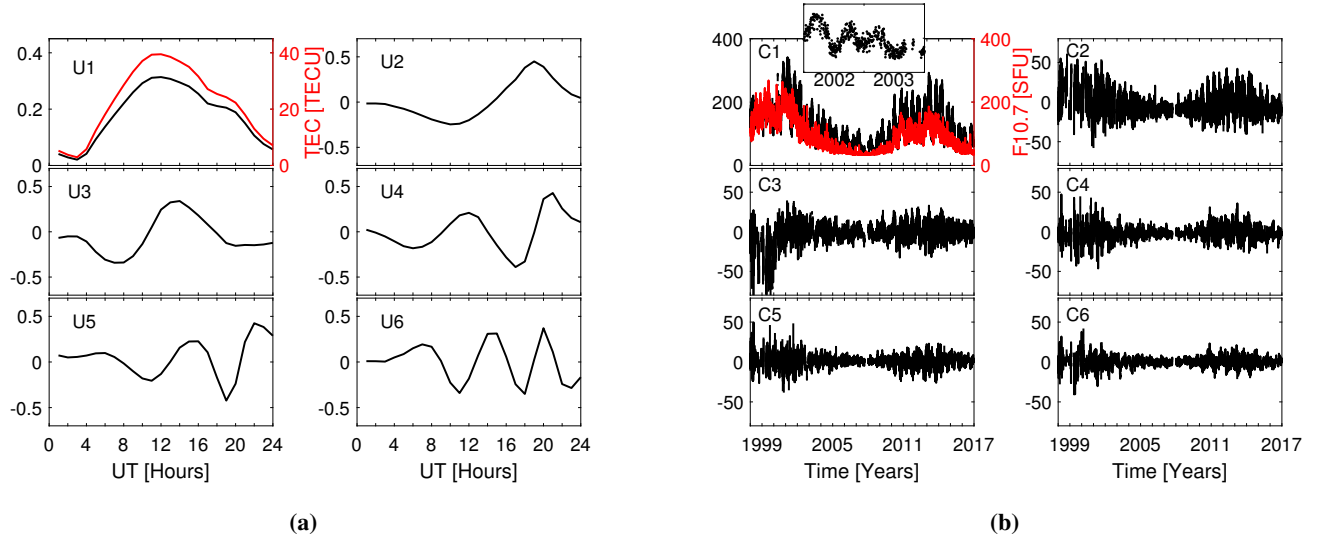 U1
0.4
0.2
0
40
20
0
TEC [TECU]
U2
0.5
0
-0.5
U3
0.5
0
-0.5
U4
0.5
0
-0.5
U5
0.5
0
-0.5
0 4 8 12 16 20 24
UT [Hours]
U6
0.5
0
-0.5
0 4 8 12 16 20 24
UT [Hours]
(a)
2002 2003
C1
400
200
0
400
200
0
F10.7 [SFU]
C2
50
0
-50
C3
50
0
-50
C4
50
0
-50
C5
50
0
-50
1999 2005 2011 2017
Time [Years]
C6
50
0
-50
1999 2005 2011 2017
Time [Years]
(b)